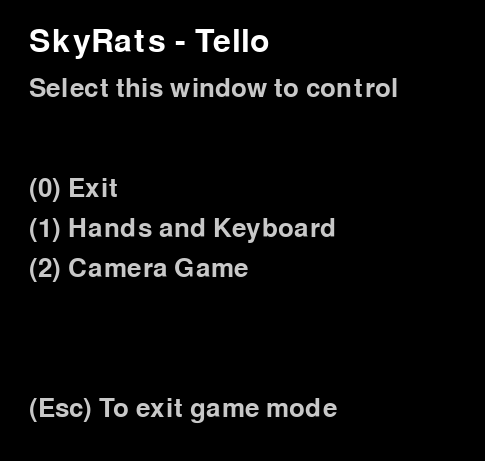 SkyRats - Tello
Select this window to control
(0) Exit
(1) Hands and Keyboard
(2) Camera Game
(Esc) To exit game mode